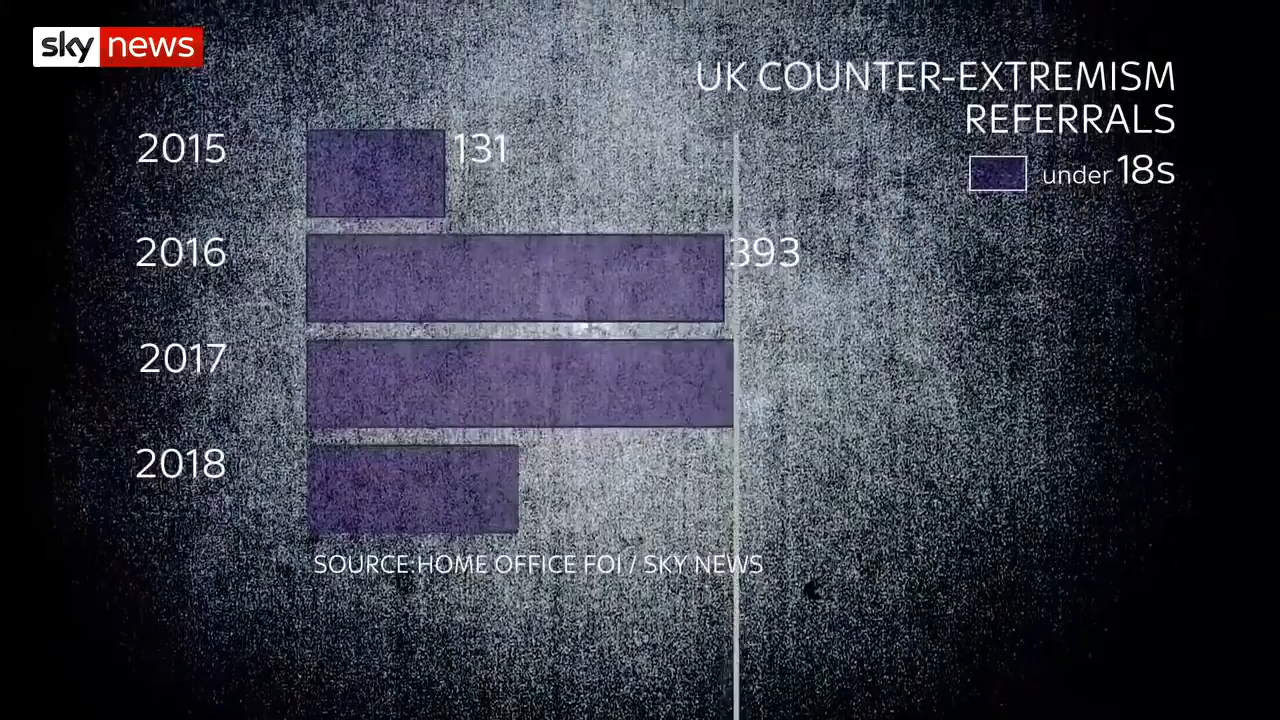 sky news
UK COUNTER-EXTREMISM
REFERRALS
under 18s
2015 131
2016 393
2017
2018
SOURCE:HOME OFFICE FOI / SKY NEWS